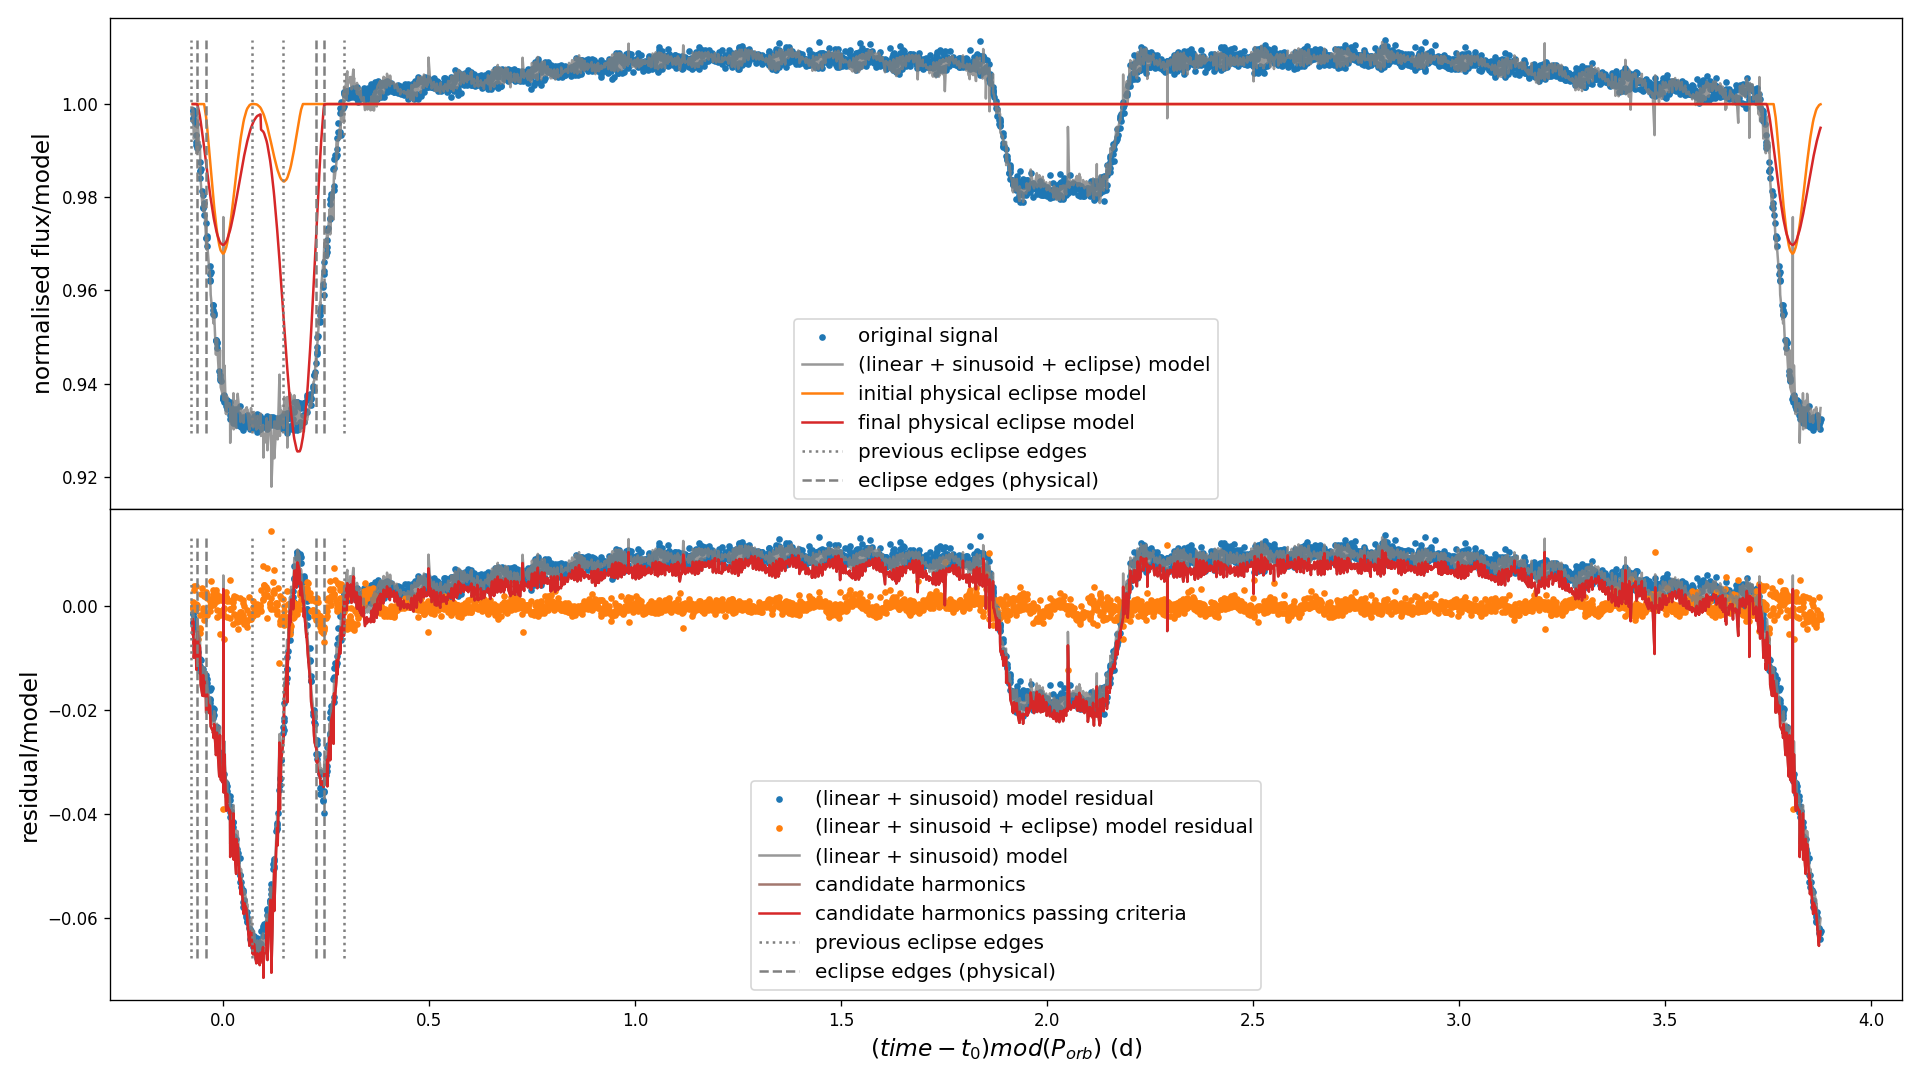 1.00
0.98
0.96
0.94
0.92
normalised flux/model
original signal
(linear + sinusoid + eclipse) model
initial physical eclipse model
final physical eclipse model
previous eclipse edges
eclipse edges (physical)
0.00
−0.02
−0.04
−0.06
residual/model
(linear + sinusoid) model residual
(linear + sinusoid + eclipse) model residual
(linear + sinusoid) model
candidate harmonics
candidate harmonics passing criteria
previous eclipse edges
eclipse edges (physical)
0.0 0.5 1.0 1.5 2.0 2.5 3.0 3.5 4.0
(time − t₀)mod(Pₒᵣb) (d)